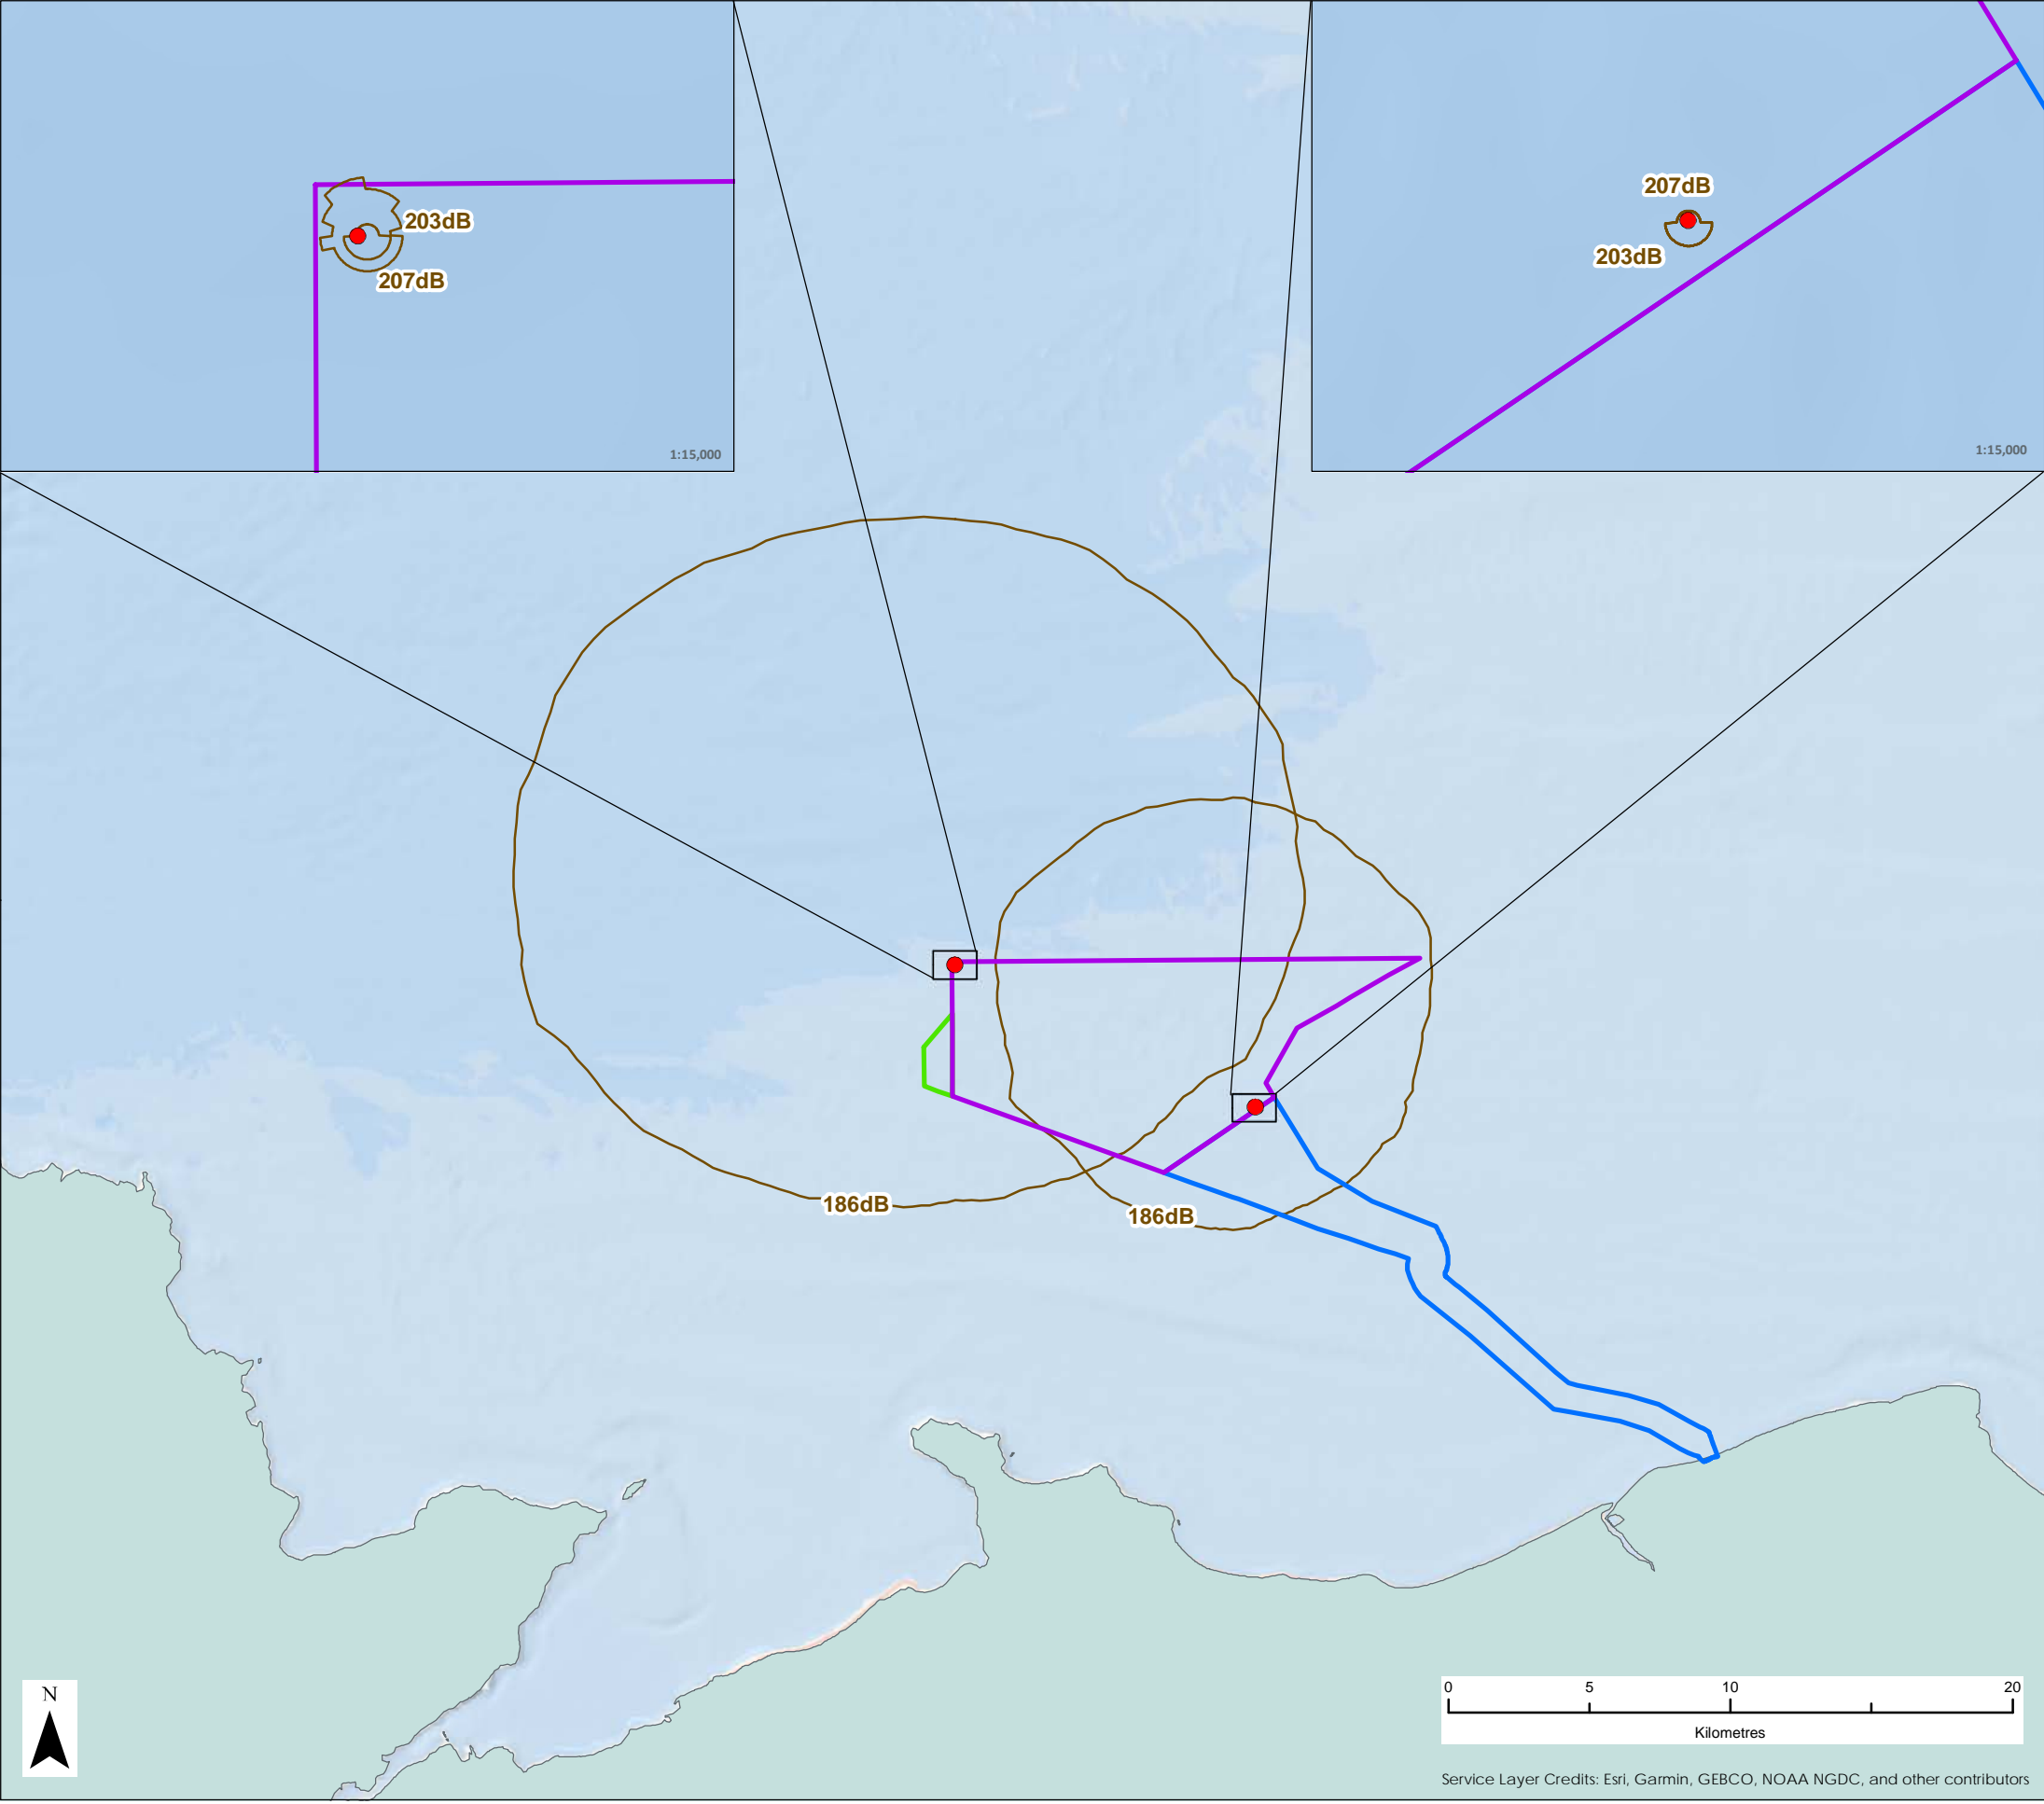 203dB
207dB
1:15,000
207dB
203dB
1:15,000
186dB
186dB
N
0 5 10 20
Kilometres
Service Layer Credits: Esri, Garmin, GEBCO, NOAA NGDC, and other contributors